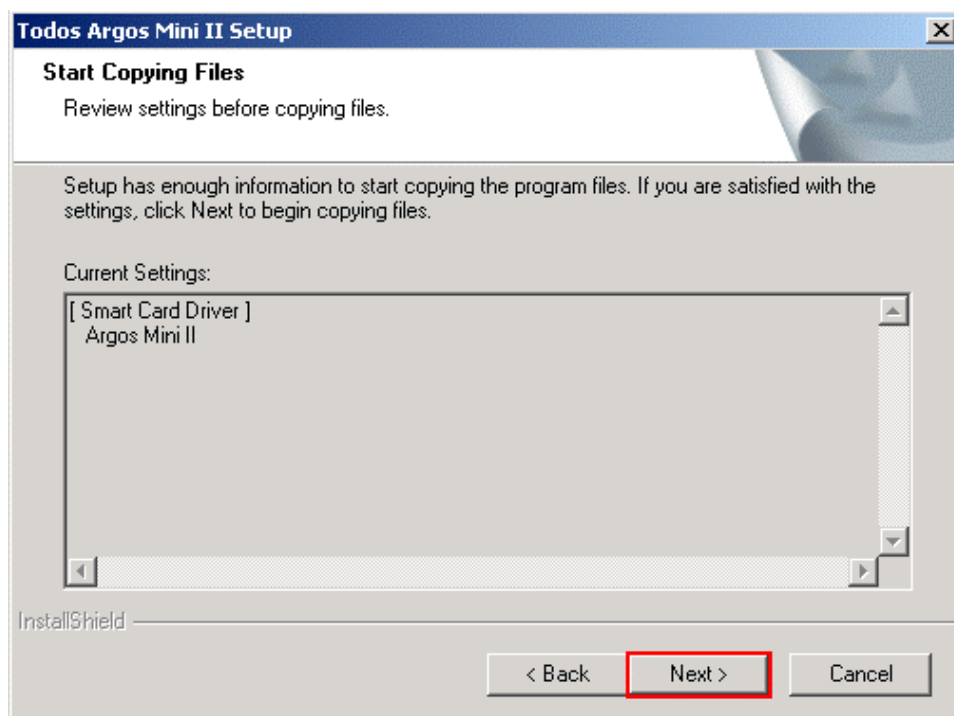 Todos Argos Mini II Setup
Start Copying Files
Review settings before copying files.
Setup has enough information to start copying the program files. If you are satisfied with the
settings, click Next to begin copying files.
Current Settings:
[ Smart Card Driver ]
Argos Mini II
InstallShield
< Back Next > Cancel